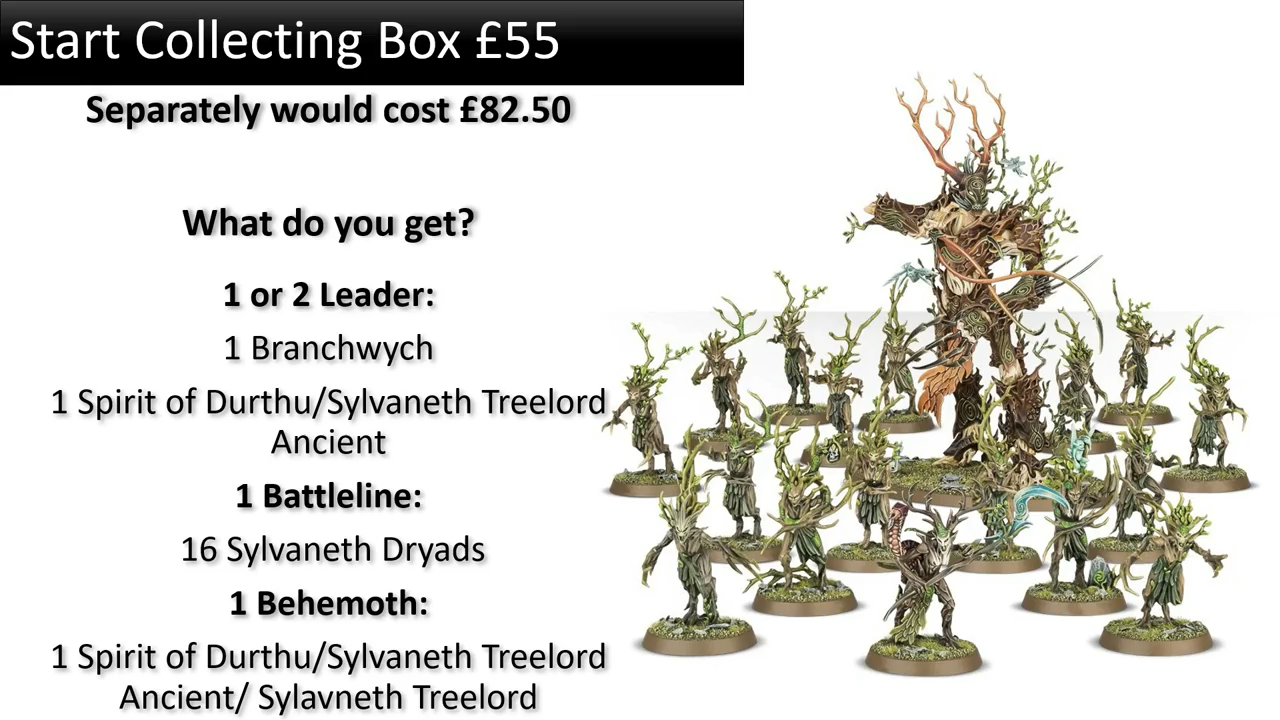 Start Collecting Box £55
Separately would cost £82.50
What do you get?
1 or 2 Leader:
1 Branchwych
1 Spirit of Durthu/Sylvaneth Treelord
Ancient
1 Battleline:
16 Sylvaneth Dryads
1 Behemoth:
1 Spirit of Durthu/Sylvaneth Treelord
Ancient/ Sylavneth Treelord